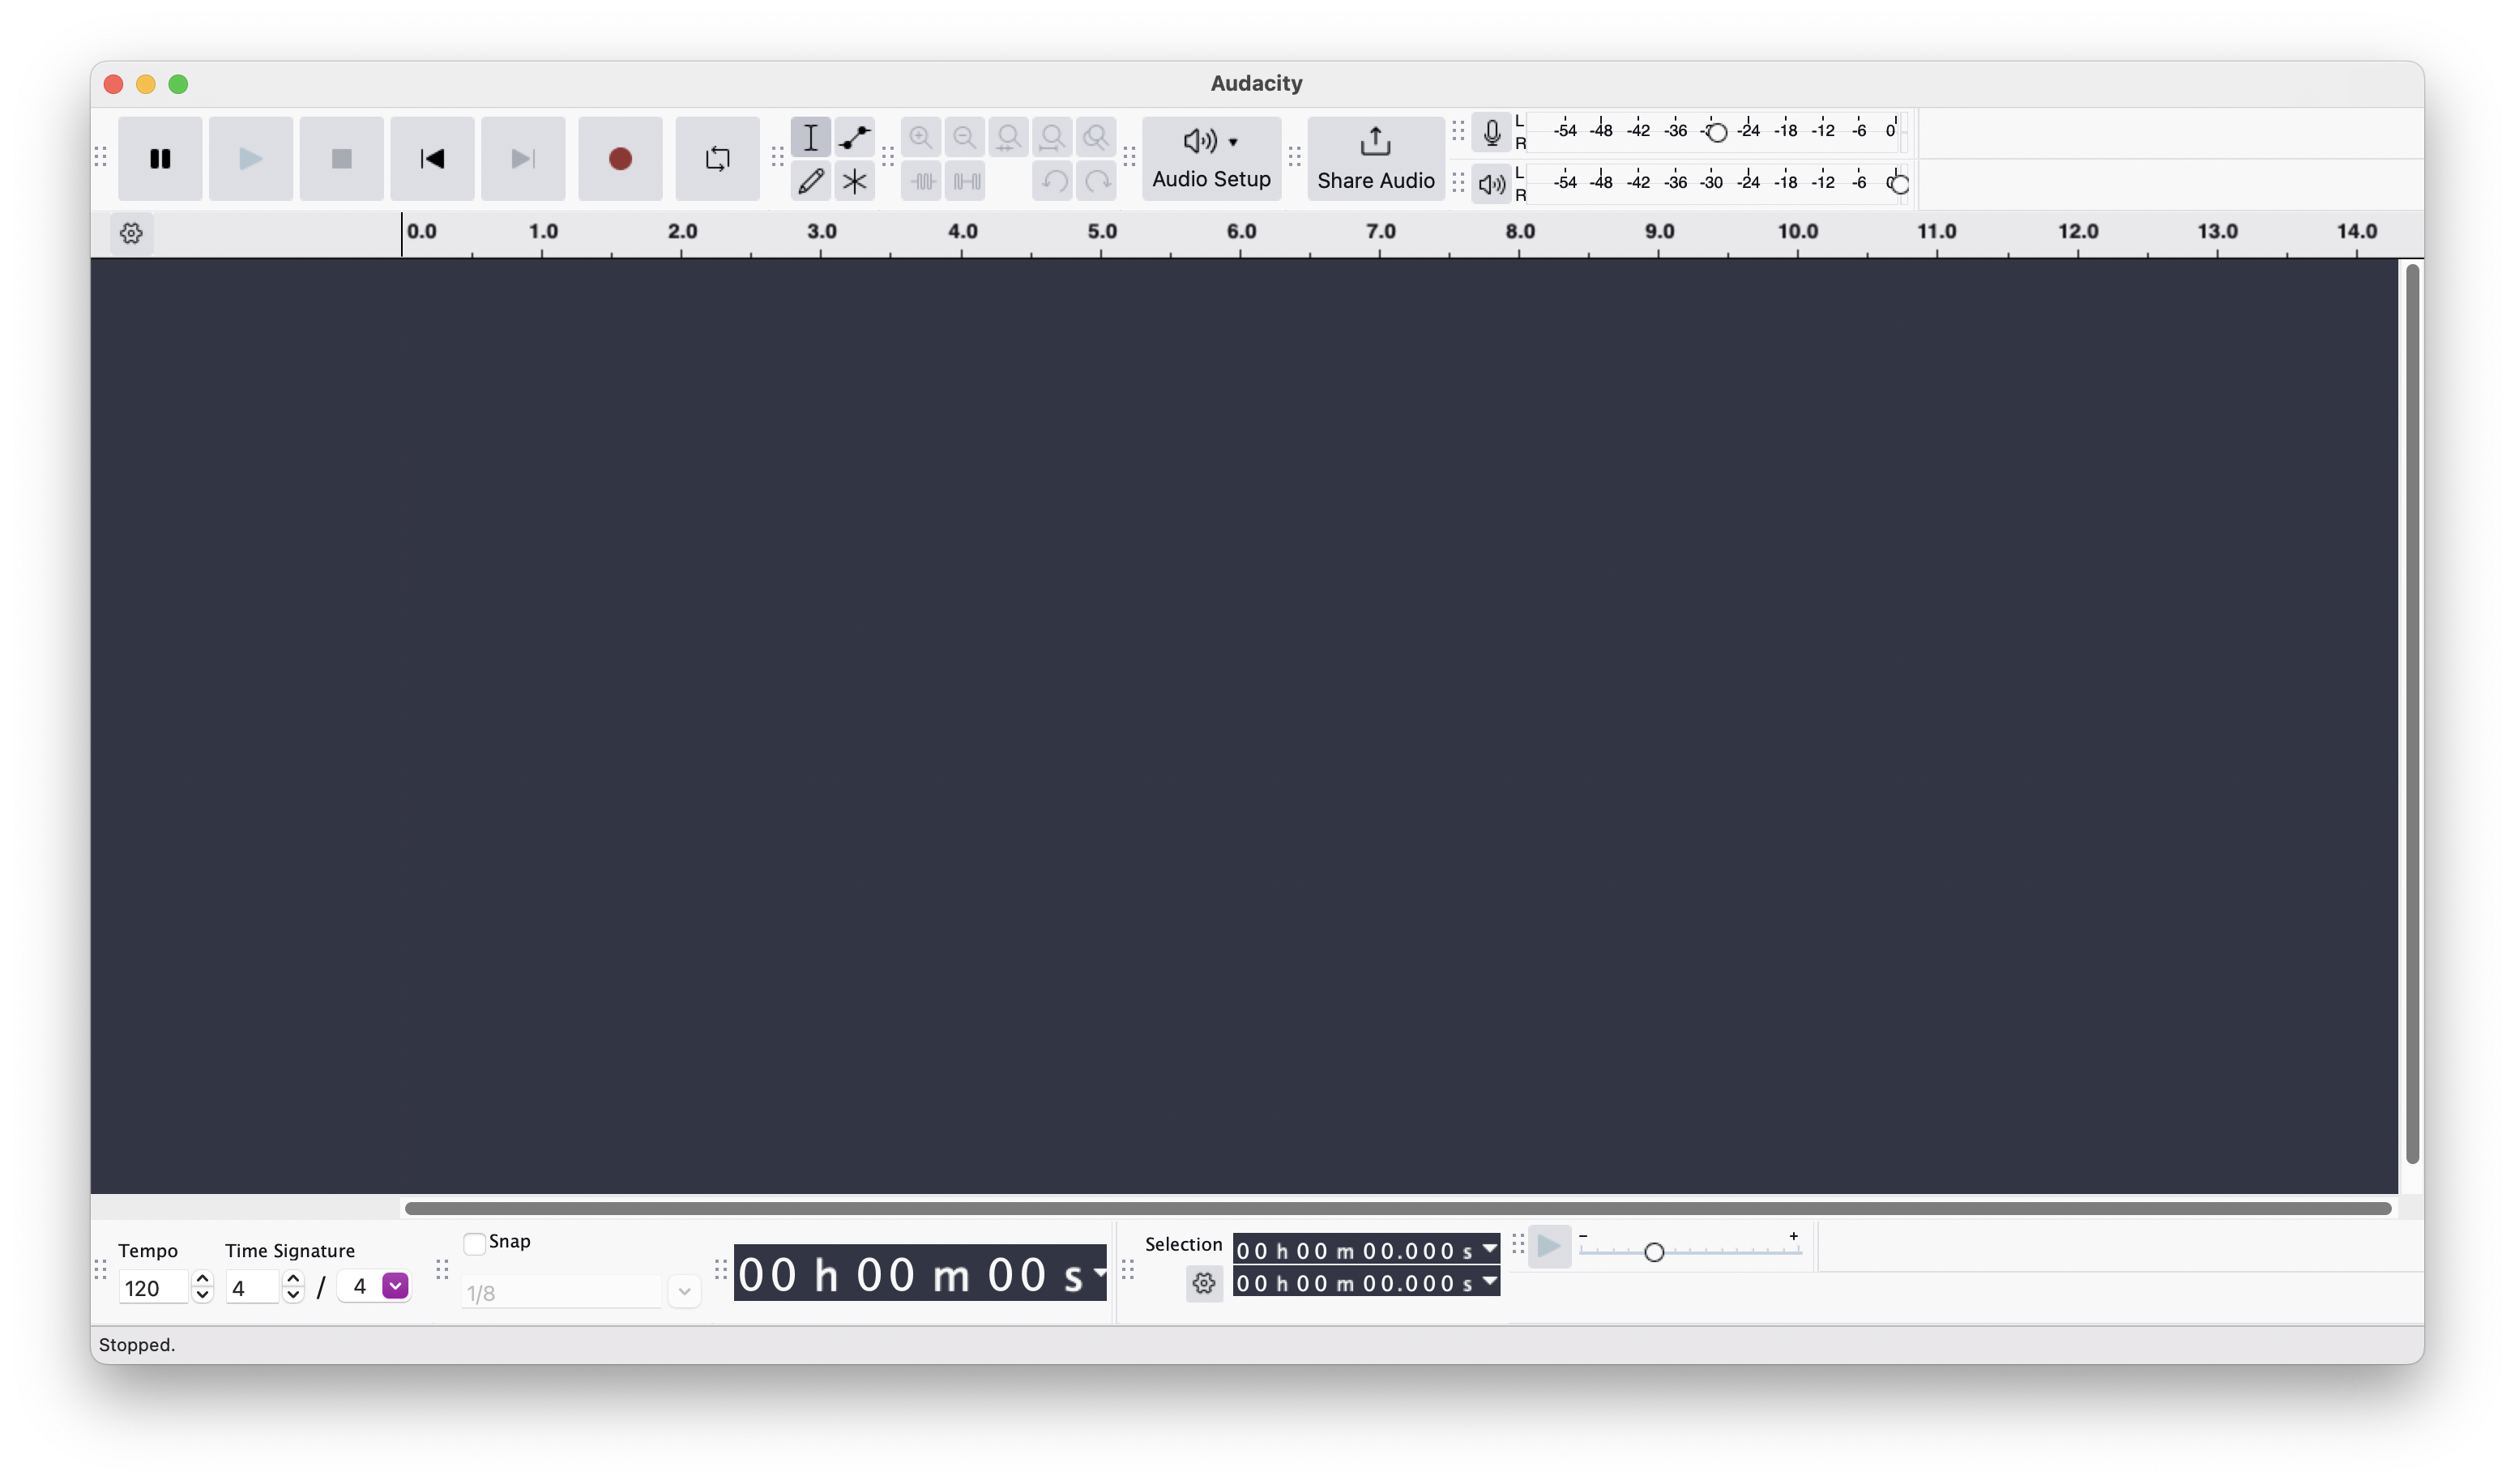 Audacity
L -54 -48 -42 -36 -24 -18 -12 -6 0
R
Audio Setup
Share Audio
L -54 -48 -42 -36 -30 -24 -18 -12 -6 0
R
0.0 1.0 2.0 3.0 4.0 5.0 6.0 7.0 8.0 9.0 10.0 11.0 12.0 13.0 14.0
Tempo
120
Time Signature
4 / 4
Snap
1/8
00 h 00 m 00 s
Selection
00 h 00 m 00.000 s
00 h 00 m 00.000 s
- +
Stopped.